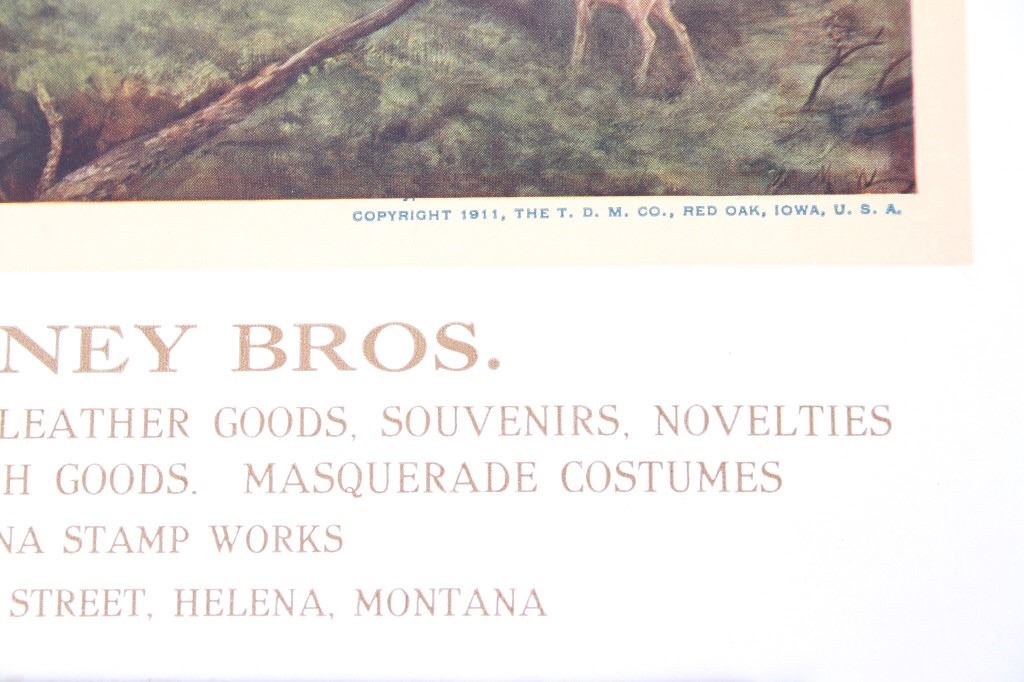 COPYRIGHT 1911, THE T. D. M. CO., RED OAK, IOWA, U. S. A.
NEY BROS.
LEATHER GOODS, SOUVENIRS, NOVELTIES
H GOODS. MASQUERADE COSTUMES
NA STAMP WORKS
STREET, HELENA, MONTANA